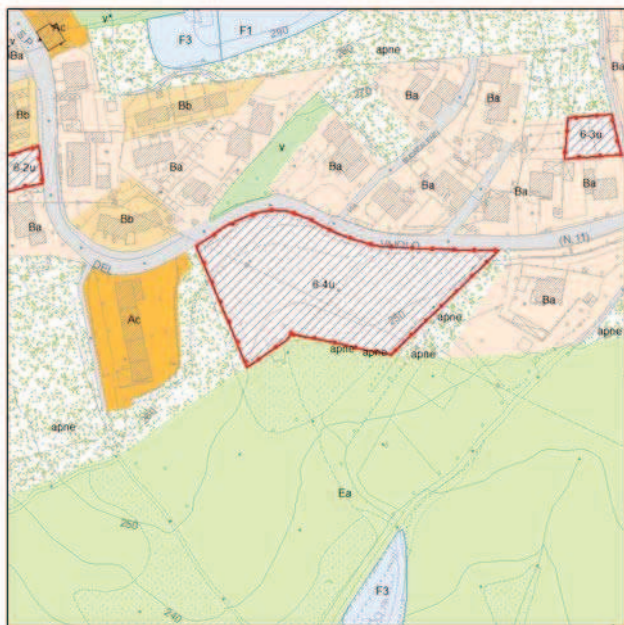 Ac
v*
F3
F1
290
apne
S.P.
Ba
Bb
Bb
270
Ba
Ba
Ba
6-3u
6-2u
Ba
v
Ba
Ba
Ba
Ba
Ba
Bb
(N. 11)
DEL
6-4u
Ba
Ac
250
apne
apne*
apne
apne
apne
apne
Ea
250
F3
240